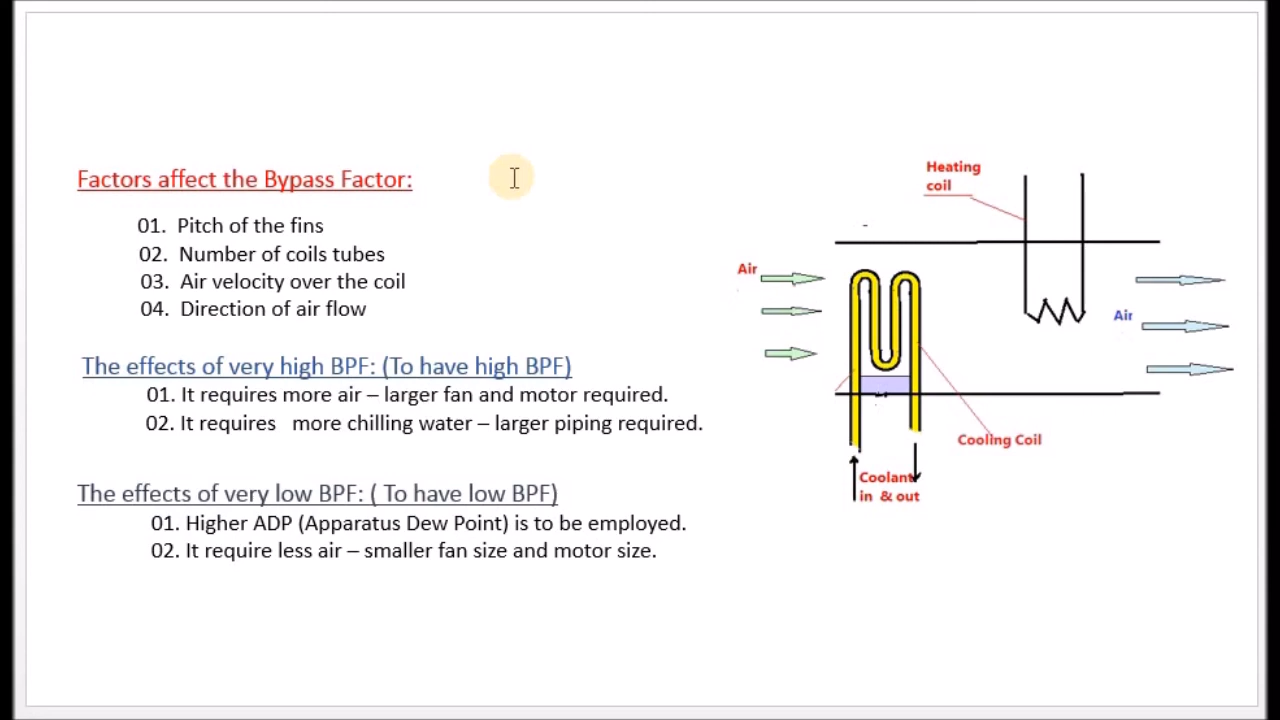 Factors affect the Bypass Factor:
01. Pitch of the fins
02. Number of coils tubes
03. Air velocity over the coil
04. Direction of air flow
The effects of very high BPF: (To have high BPF)
01. It requires more air – larger fan and motor required.
02. It requires more chilling water – larger piping required.
The effects of very low BPF: ( To have low BPF)
01. Higher ADP (Apparatus Dew Point) is to be employed.
02. It require less air – smaller fan size and motor size.
Heating
coil
Air
Air
Cooling Coil
Coolant
in & out